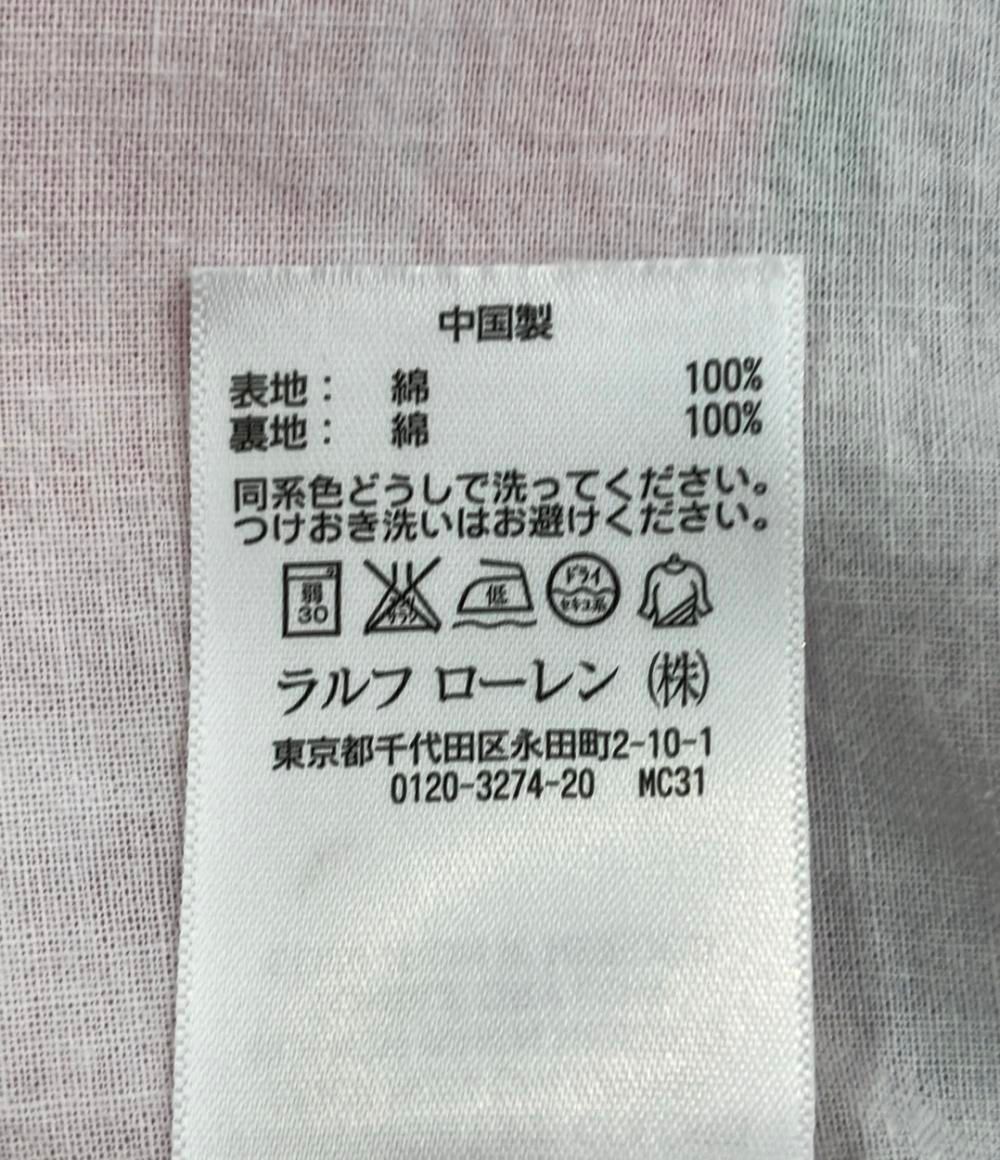 中国製
表地: 綿 100%
裏地: 綿 100%
同系色どうしで洗ってください。
つけおき洗いはお避けください。
弱 30 低 ドライ セキユ系
ラルフ ローレン (株)
東京都千代田区永田町2-10-1
0120-3274-20 MC31